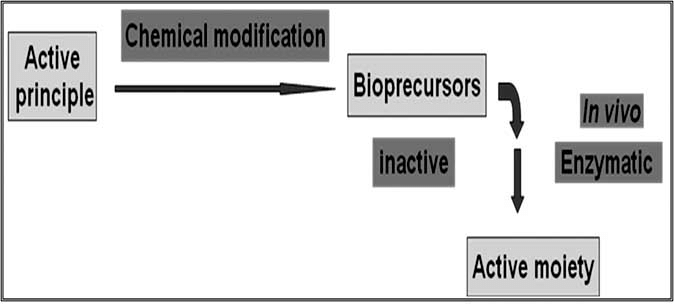 Chemical modification
Active
principle
Bioprecursors
In vivo
inactive
Enzymatic
Active moiety